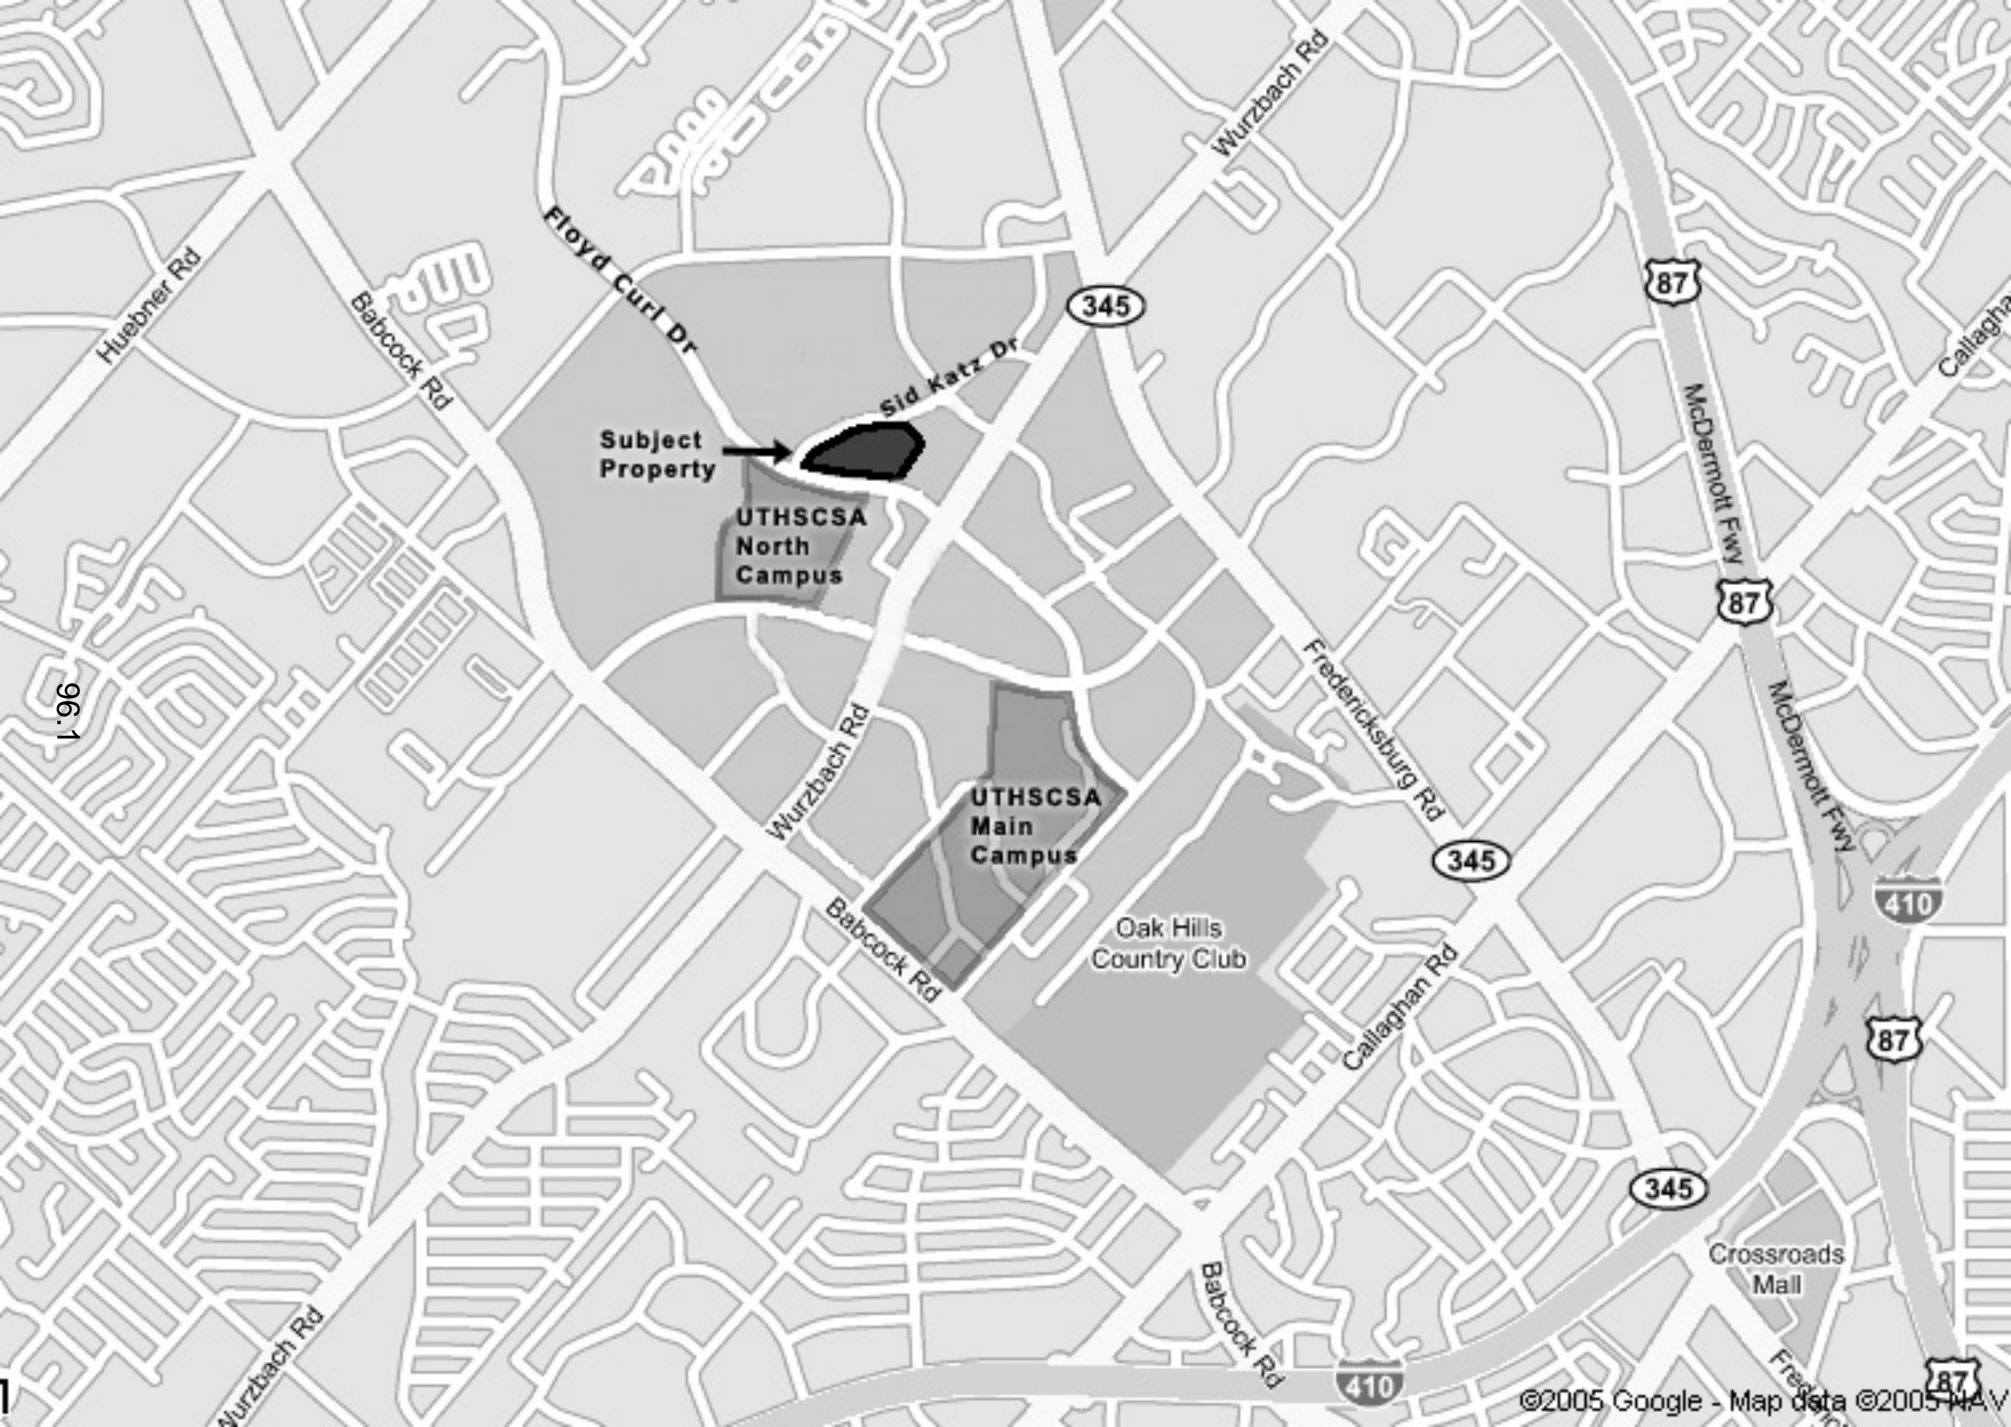 Wurzbach Rd
Floyd Curl Dr
Huebner Rd
Babcock Rd
87
345
Callagha
Sid Katz Dr
McDermott Fwy
Subject
Property
UTHSCSA
North
Campus
87
Fredericksburg Rd
96.1
McDermott Fwy
Wurzbach Rd
UTHSCSA
Main
Campus
345
410
Babcock Rd
Oak Hills
Country Club
Callaghan Rd
87
345
Crossroads
Mall
Babcock Rd
Wurzbach Rd
410
87
©2005 Google - Map data ©2005 NAV